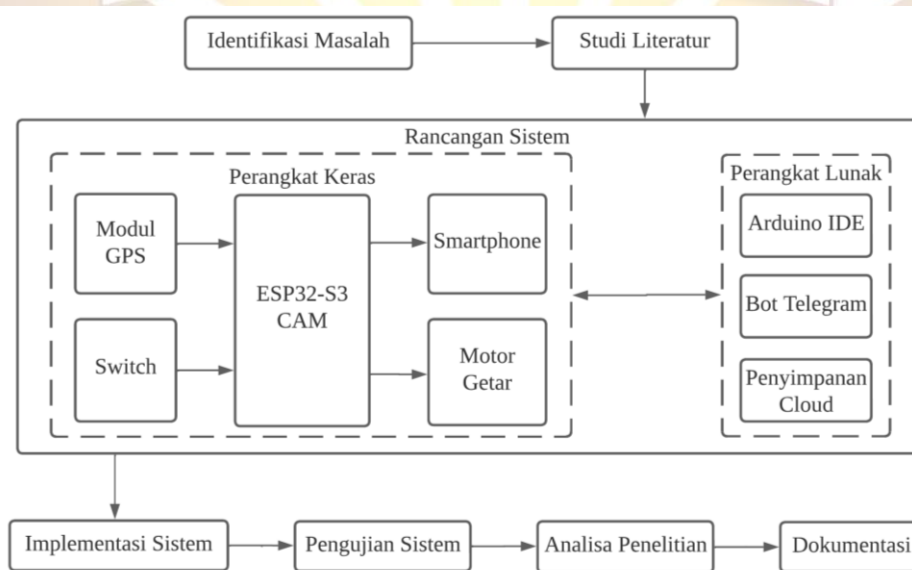 Identifikasi Masalah
Studi Literatur
Rancangan Sistem
Perangkat Keras
Modul
GPS
Switch
ESP32-S3
CAM
Smartphone
Motor
Getar
Perangkat Lunak
Arduino IDE
Bot Telegram
Penyimpanan
Cloud
Implementasi Sistem
Pengujian Sistem
Analisa Penelitian
Dokumentasi